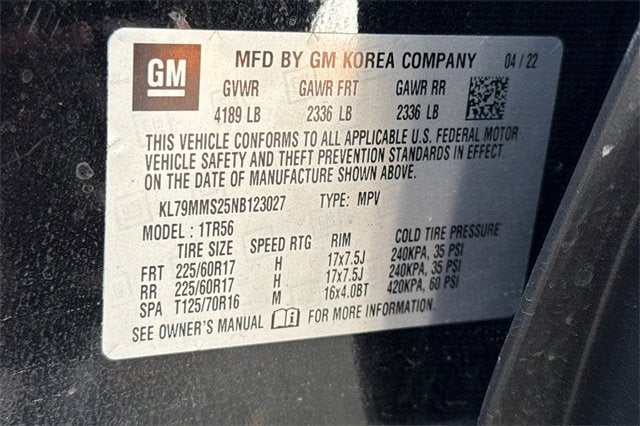 GM
MFD BY GM KOREA COMPANY 04 / 22
GVWR GAWR FRT GAWR RR
4189 LB 2336 LB 2336 LB
THIS VEHICLE CONFORMS TO ALL APPLICABLE U.S. FEDERAL MOTOR
VEHICLE SAFETY AND THEFT PREVENTION STANDARDS IN EFFECT
ON THE DATE OF MANUFACTURE SHOWN ABOVE.
KL79MMS25NB123027 TYPE: MPV
MODEL : 1TR56
TIRE SIZE SPEED RTG RIM COLD TIRE PRESSURE
FRT 225/60R17 H 17x7.5J 240KPA, 35 PSI
RR 225/60R17 H 17x7.5J 240KPA, 35 PSI
SPA T125/70R16 M 16x4.0BT 420KPA, 60 PSI
SEE OWNER'S MANUAL FOR MORE INFORMATION.